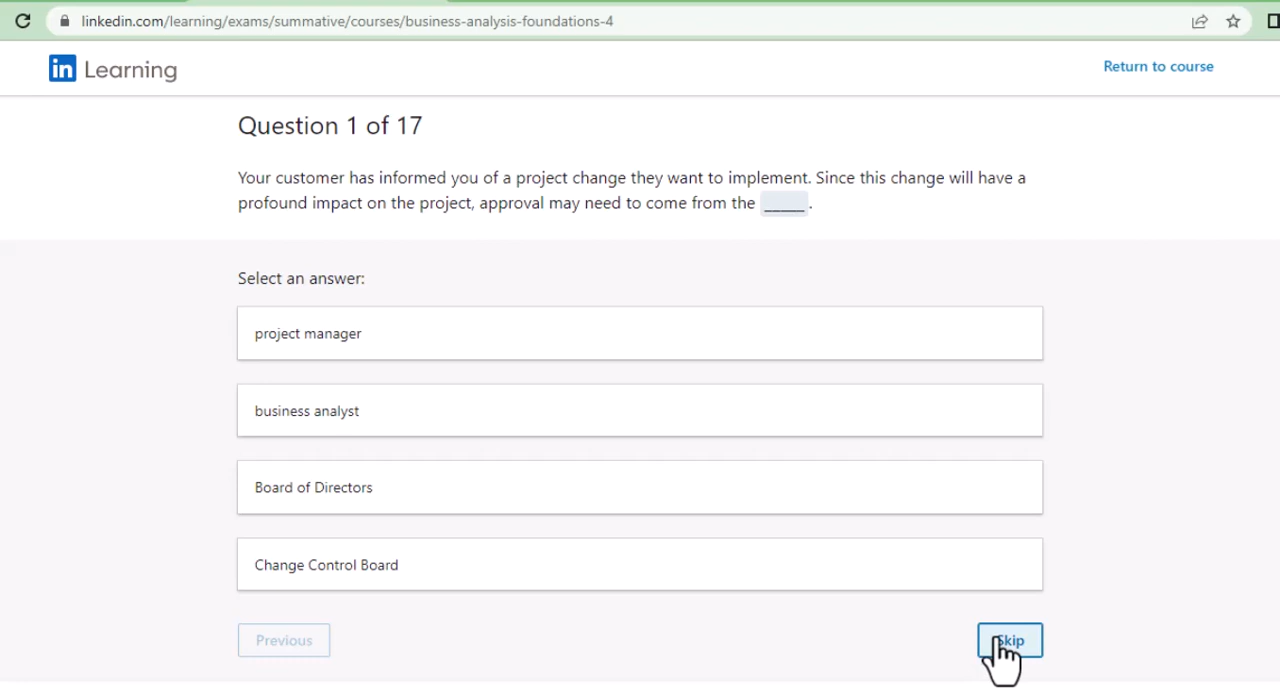 linkedin.com/learning/exams/summative/courses/business-analysis-foundations-4
in Learning
Return to course
Question 1 of 17
Your customer has informed you of a project change they want to implement. Since this change will have a
profound impact on the project, approval may need to come from the _____.
Select an answer:
project manager
business analyst
Board of Directors
Change Control Board
Previous
Skip